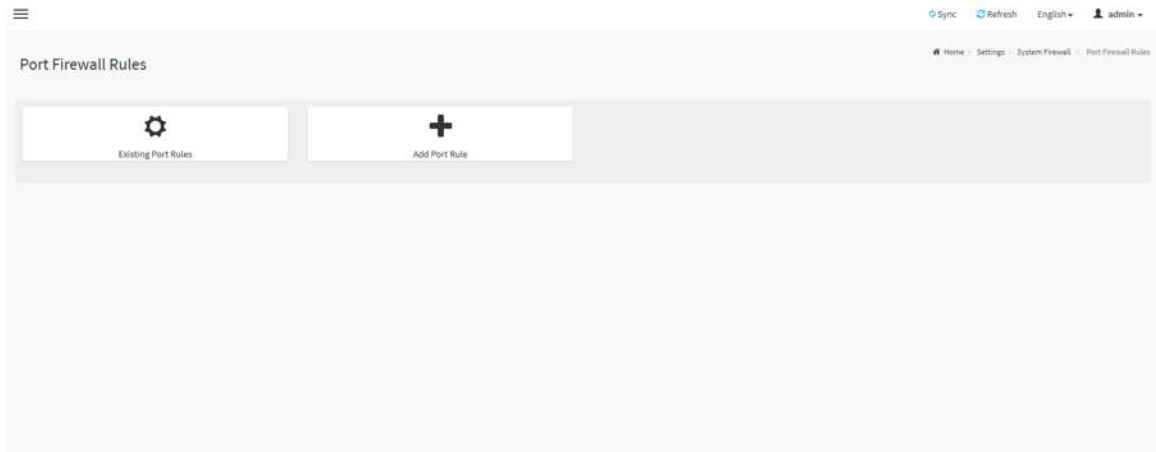 Sync Refresh English admin
Home Settings System Firewall Port Firewall Rules
Port Firewall Rules
Existing Port Rules
Add Port Rule